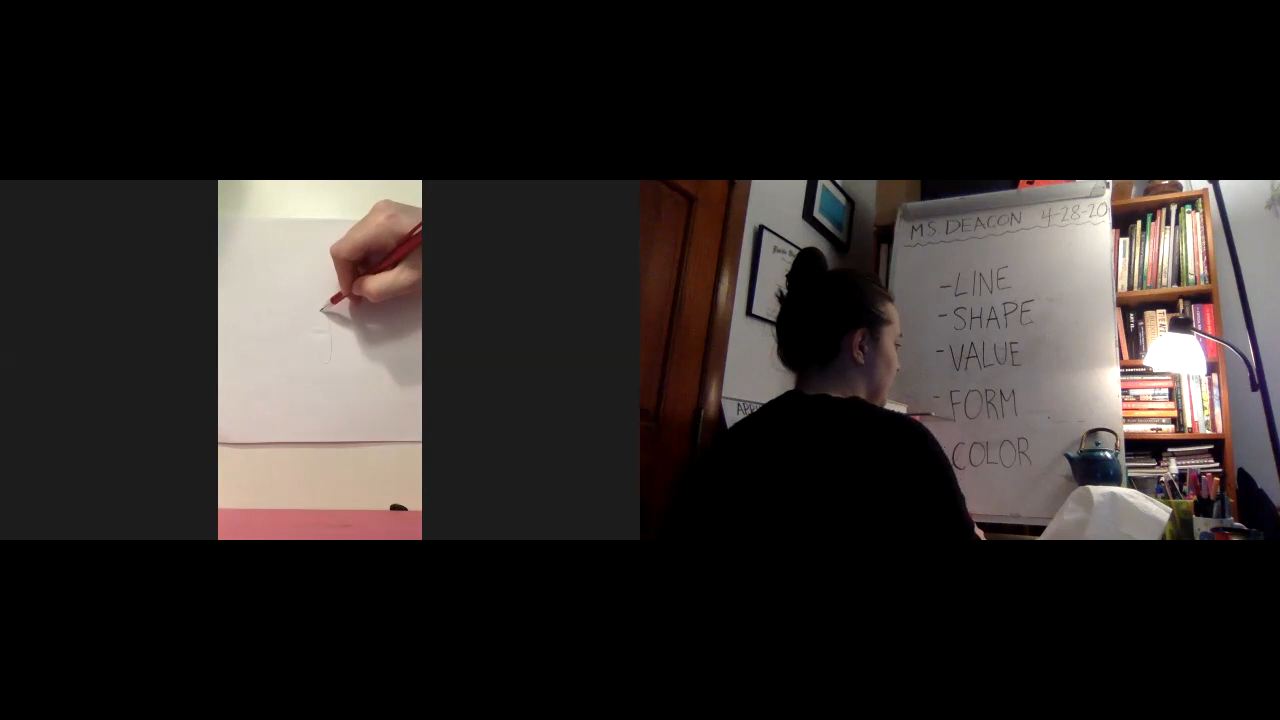 MS. DEACON 4-28-20
-LINE
-SHAPE
-VALUE
-FORM
COLOR